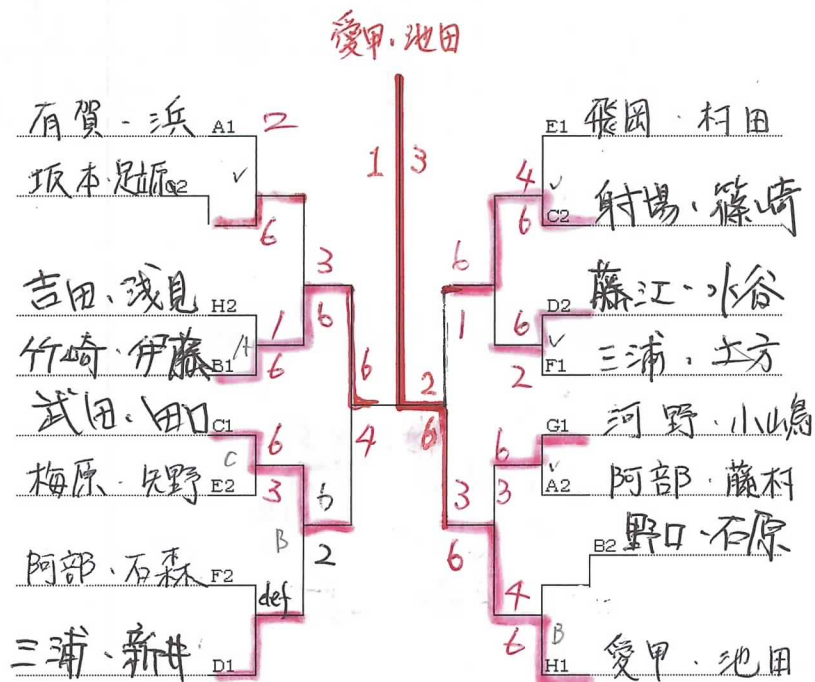 愛甲・池田
1 3
有賀・浜 A1 2
坂本・足立
6
吉田・浅見 H2
竹崎・伊藤 B1
1
6
3
6
武田・田口 C1 6
梅原・矢野 E2 3
C
阿部・石森 F2
def
三浦・新井 D1
B
6
2
6
4
E1 飛岡・村田
4
6
C2 射場・篠崎
D2 藤江・水谷
6
2
F1 三浦・土方
6
1
G1 河野・小嶋
6
3
A2 阿部・藤村
B2 野口・石原
4
6
B
H1 愛甲・池田
3
6
2
6